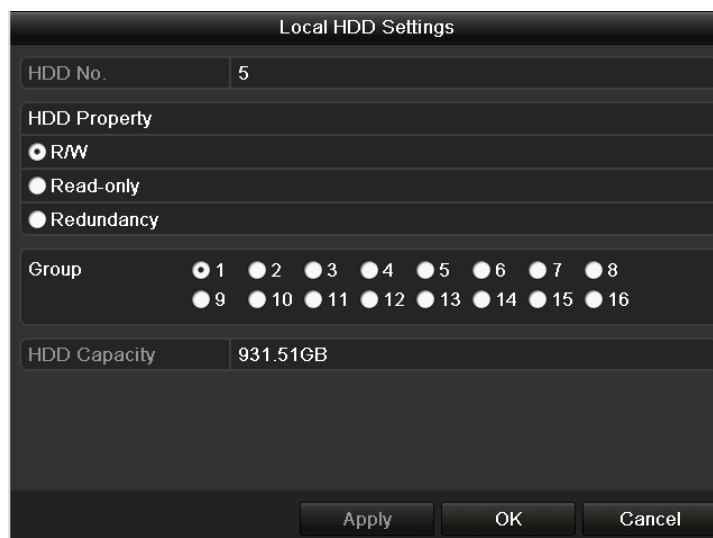 Local HDD Settings
HDD No. 5
HDD Property
R/W
Read-only
Redundancy
Group 1 2 3 4 5 6 7 8
9 10 11 12 13 14 15 16
HDD Capacity 931.51GB
Apply OK Cancel